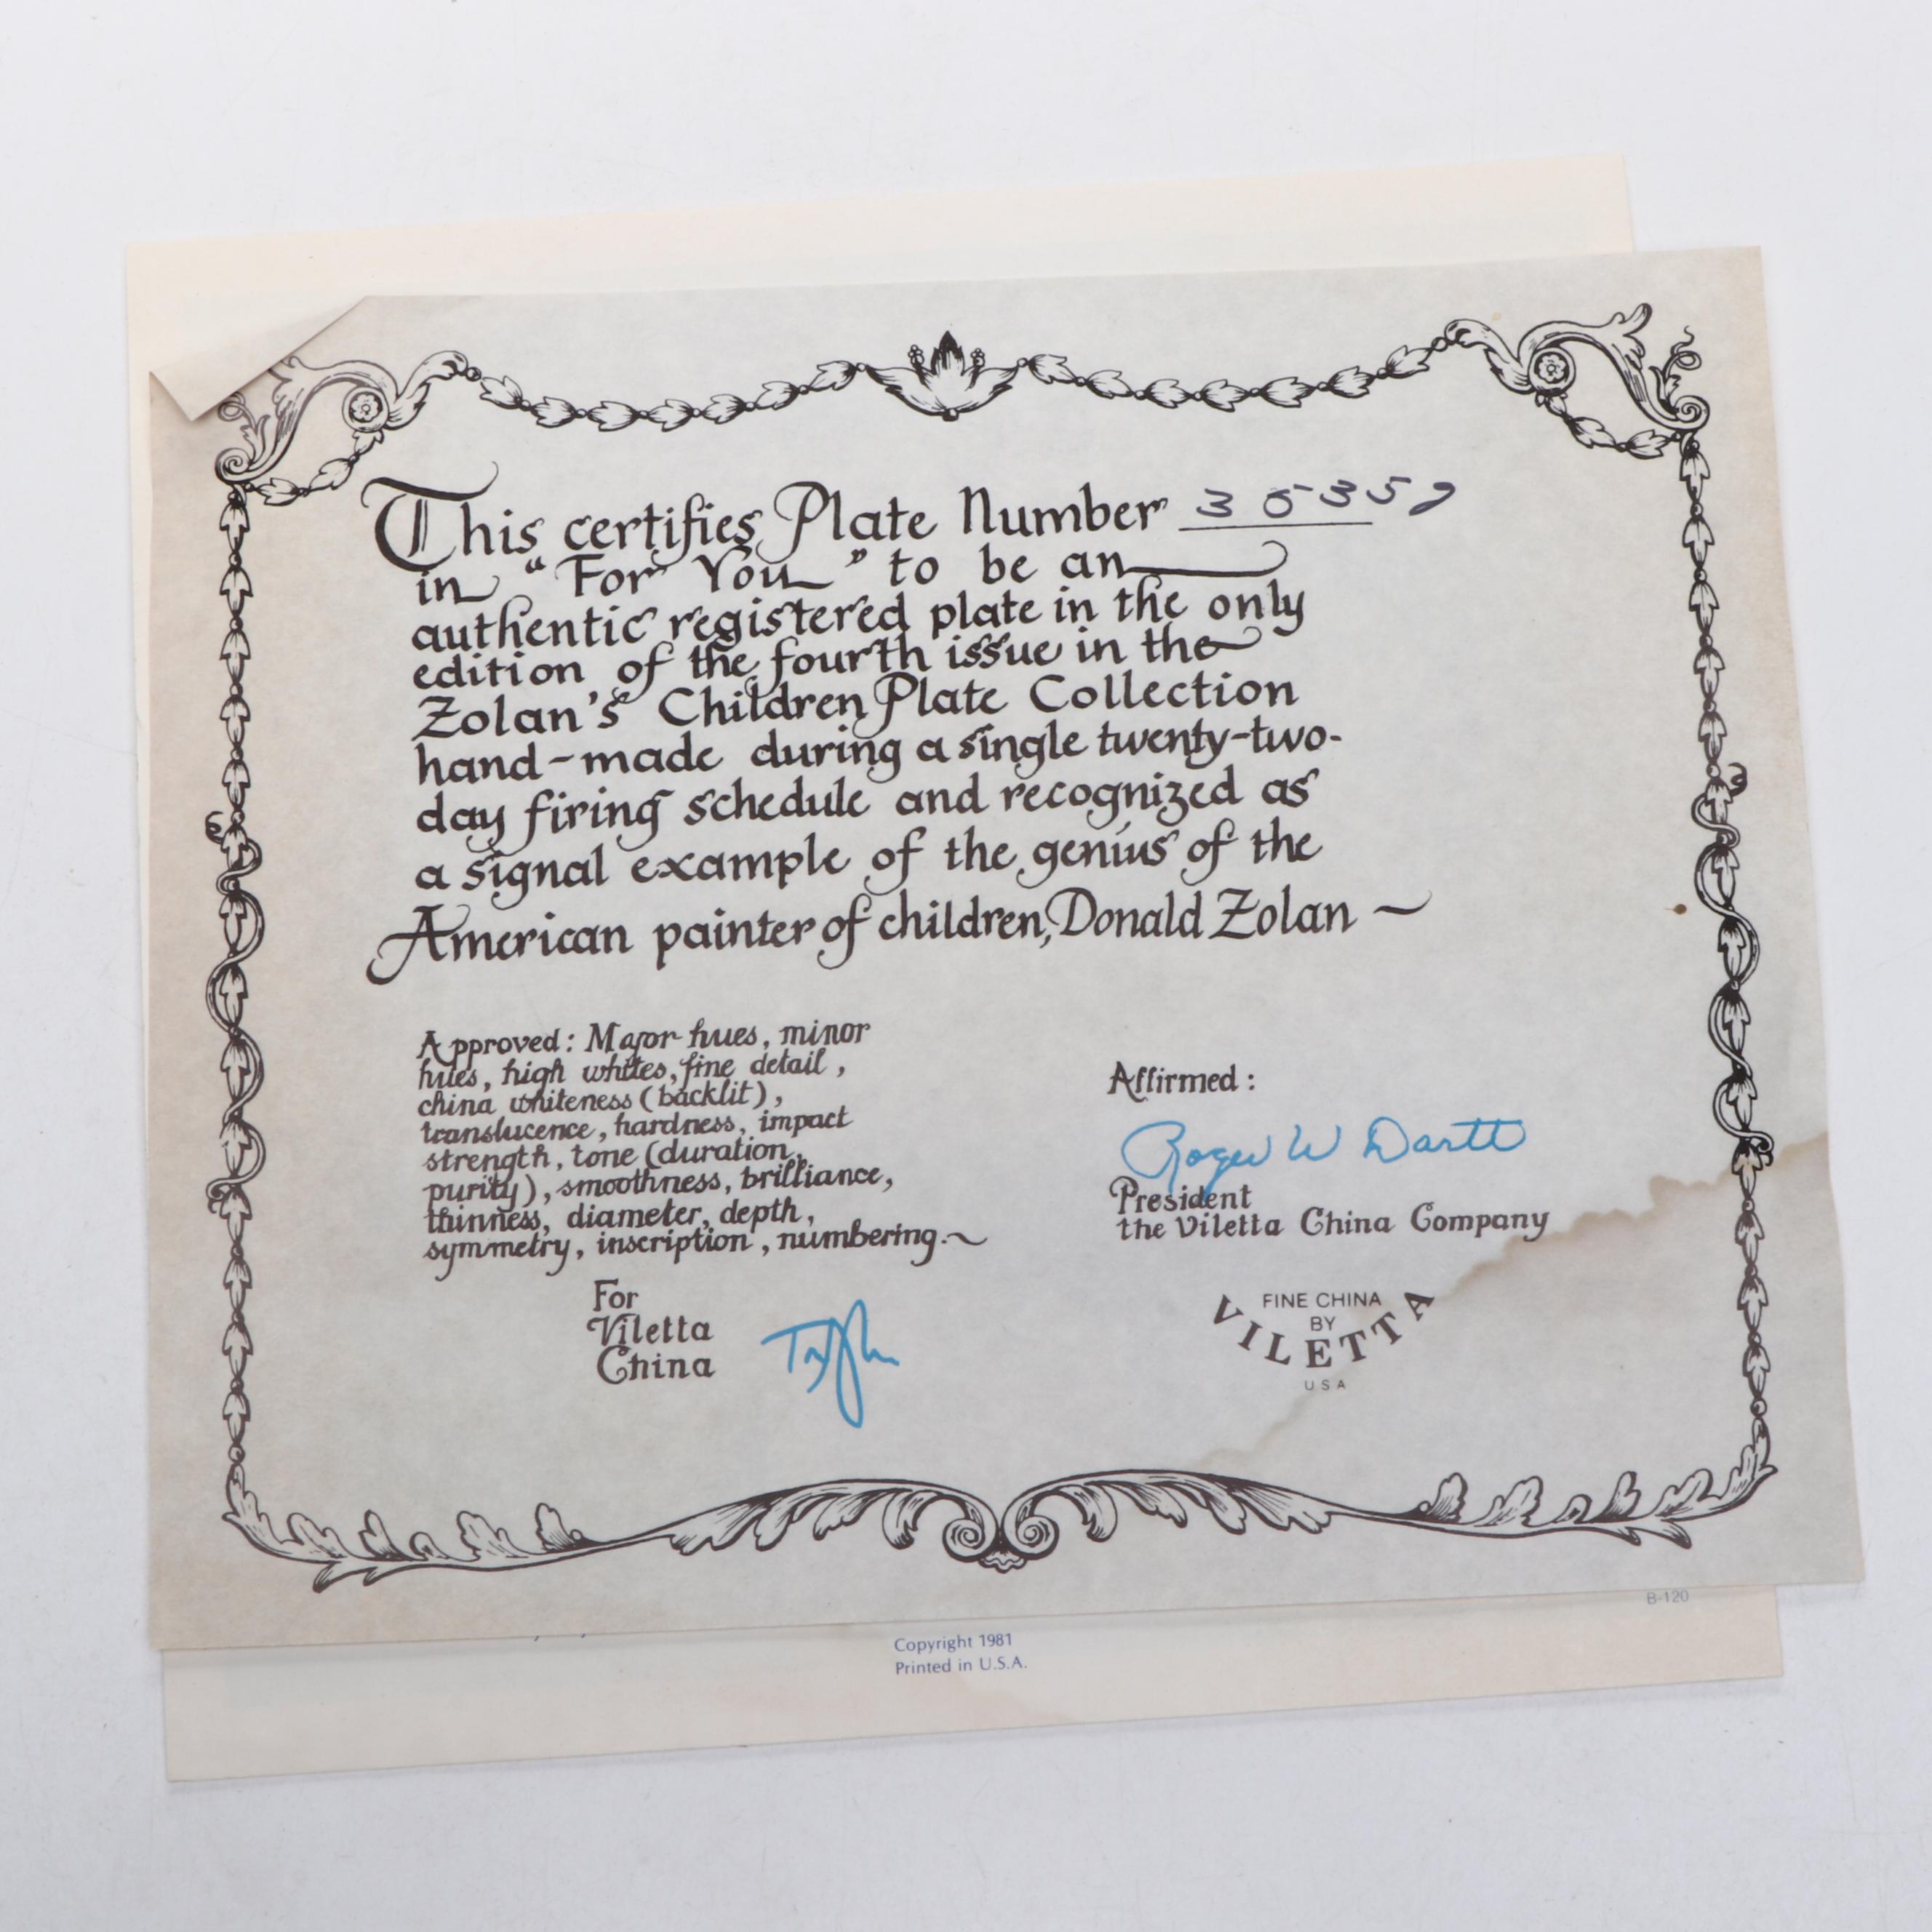 This certifies Plate Number 35359
in "For You" to be an
authentic registered plate in the only
edition of the fourth issue in the
Zolan's Children Plate Collection
hand-made during a single twenty-two-
day firing schedule and recognized as
a signal example of the genius of the
American painter of children, Donald Zolan ~
Approved: Major hues, minor
hues, high whites, fine detail,
china whiteness (backlit),
translucence, hardness, impact
strength, tone (duration,
purity), smoothness, brilliance,
thinness, diameter, depth,
symmetry, inscription, numbering.~
For
Viletta
China
Affirmed:
Roger W Dartt
President
the Viletta China Company
FINE CHINA
BY
VILETTA
USA
B-120
Copyright 1981
Printed in U.S.A.